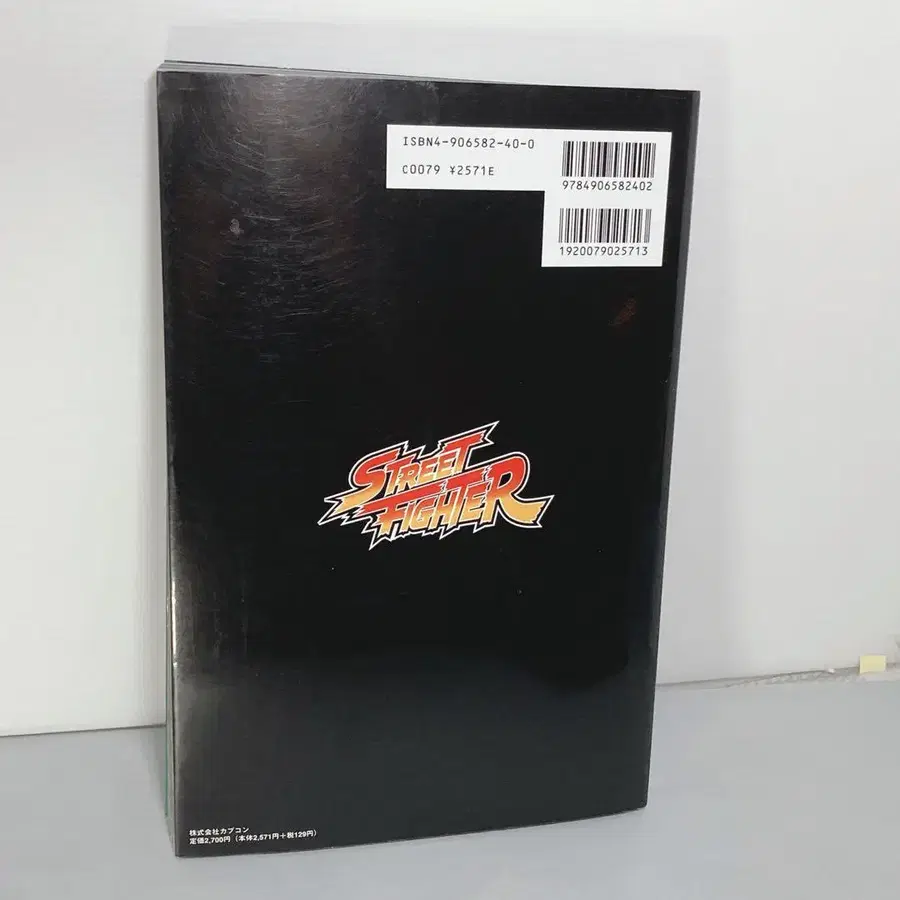 ISBN4-906582-40-0
C0079 ¥2571E
9784906582402
1920079025713
STREET
FIGHTER
株式会社カプコン
定価2,700円（本体2,571円＋税129円）